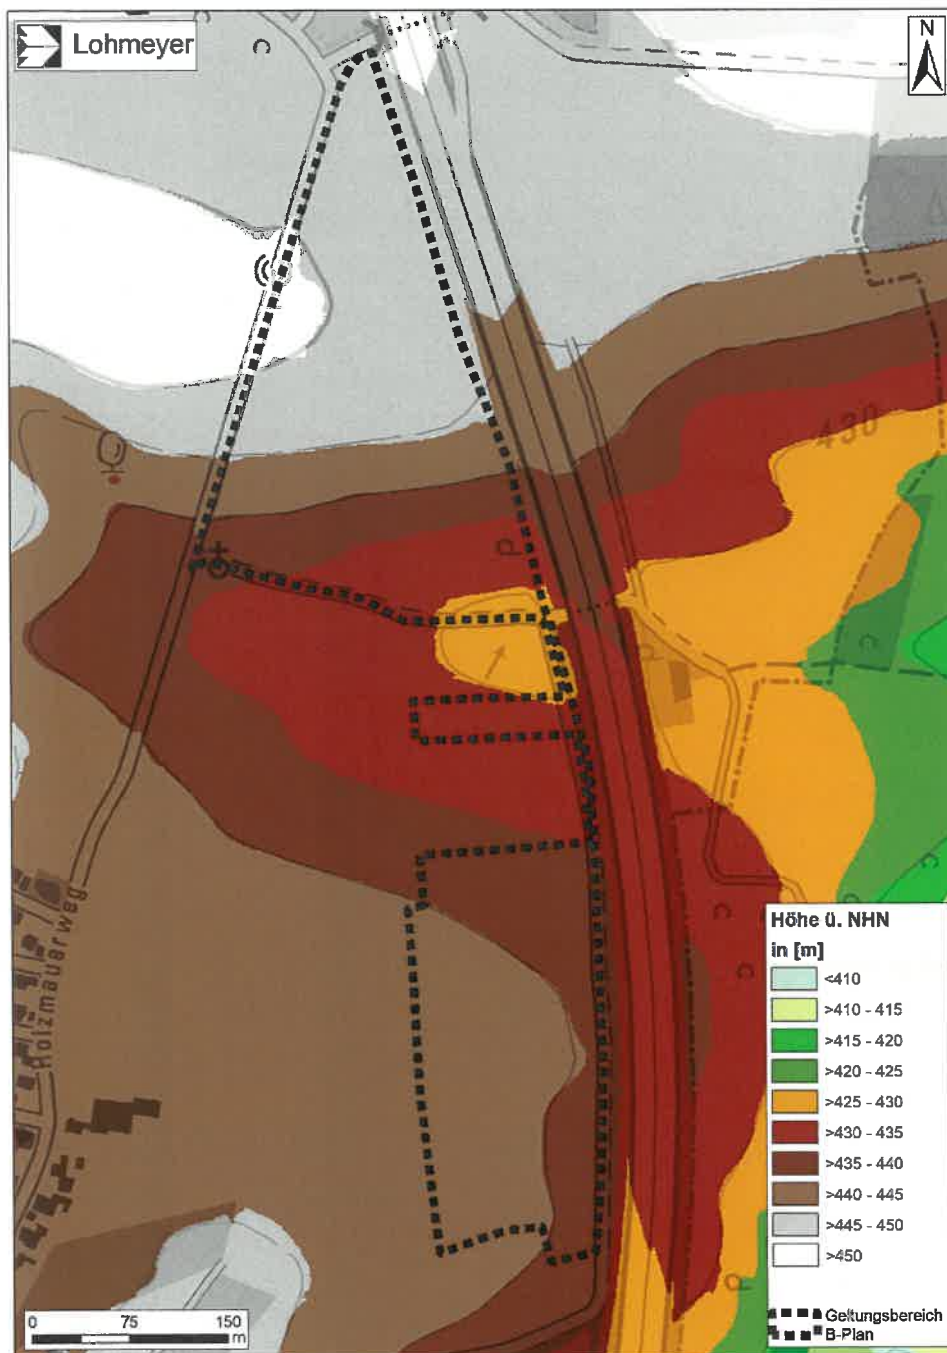 Lohmeyer
N
430
Holzmauerweg
Höhe ü. NHN
in [m]
<410
>410 - 415
>415 - 420
>420 - 425
>425 - 430
>430 - 435
>435 - 440
>440 - 445
>445 - 450
>450
Geltungsbereich
B-Plan
0 75 150
m